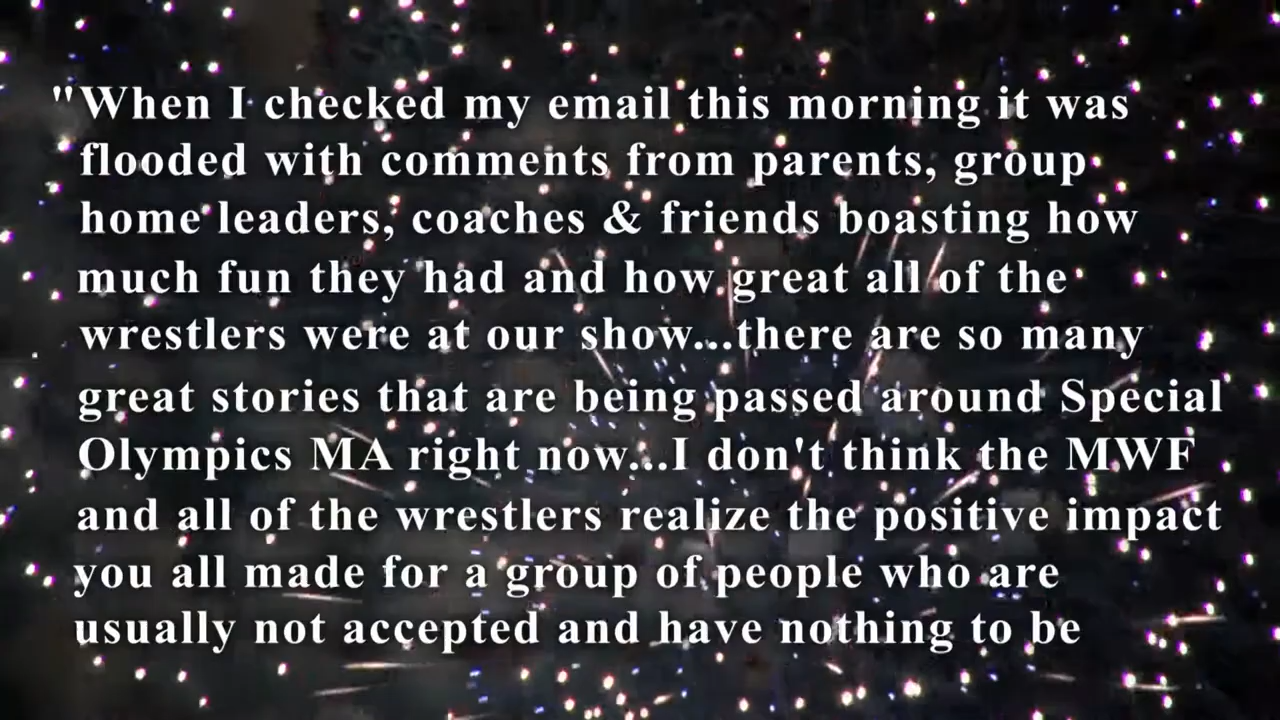 "When I checked my email this morning it was
flooded with comments from parents, group
home leaders, coaches & friends boasting how
much fun they had and how great all of the
wrestlers were at our show...there are so many
great stories that are being passed around Special
Olympics MA right now...I don't think the MWF
and all of the wrestlers realize the positive impact
you all made for a group of people who are
usually not accepted and have nothing to be